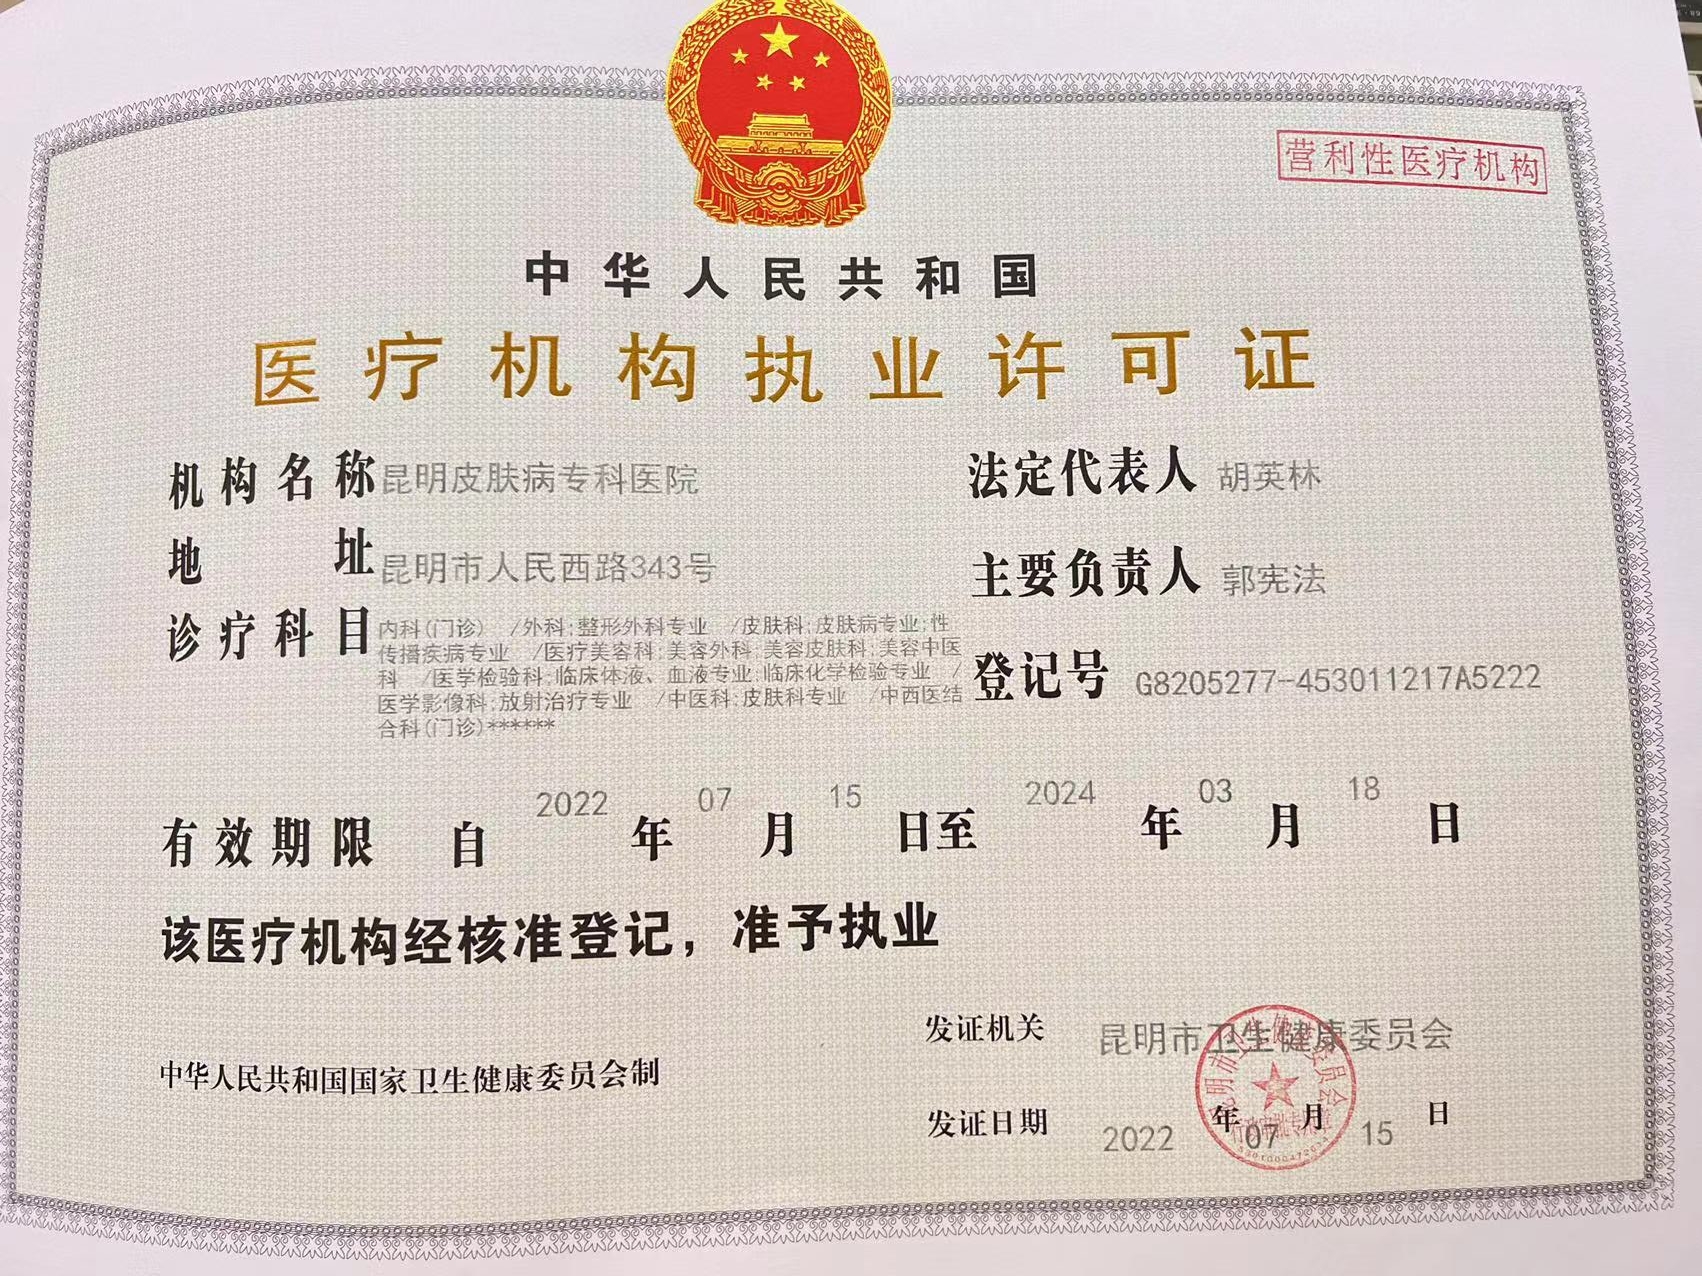 营利性医疗机构
中华人民共和国
医疗机构执业许可证
机构名称 昆明皮肤病专科医院
法定代表人 胡英林
地址 昆明市人民西路343号
主要负责人 郭宪法
诊疗科目 内科(门诊) /外科;整形外科专业 /皮肤科;皮肤病专业;性
传播疾病专业 /医疗美容科;美容外科;美容皮肤科;美容中医
科 /医学检验科;临床体液、血液专业;临床化学检验专业 /
医学影像科;放射治疗专业 /中医科;皮肤科专业 /中西医结
合科(门诊)******
登记号 G8205277-453011217A5222
有效期限 自 2022 年 07 月 15 日至 2024 年 03 月 18 日
该医疗机构经核准登记，准予执业
发证机关 昆明市卫生健康委员会
中华人民共和国国家卫生健康委员会制
发证日期 2022 年 07 月 15 日
昆明市卫生健康委员会